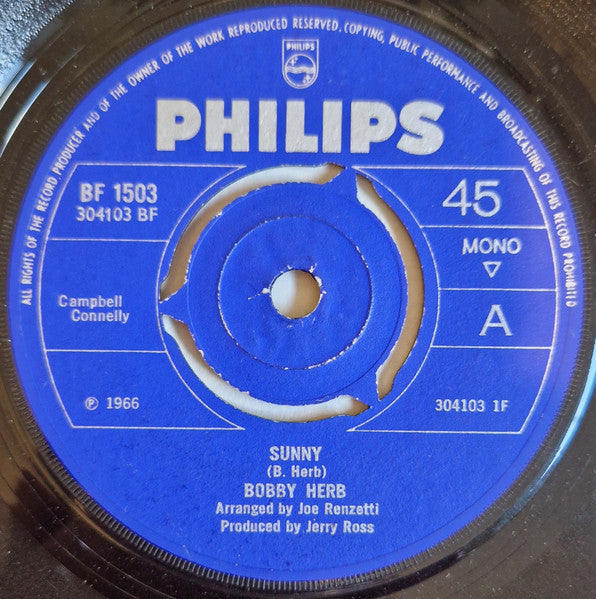 ALL RIGHTS OF THE RECORD PRODUCER AND OF THE OWNER OF THE WORK REPRODUCED RESERVED. COPYING, PUBLIC PERFORMANCE AND BROADCASTING OF THIS RECORD PROHIBITED
PHILIPS
PHILIPS
BF 1503
304103 BF
45
MONO
Campbell
Connelly
A
℗ 1966
304103 1F
SUNNY
(B. Herb)
BOBBY HERB
Arranged by Joe Renzetti
Produced by Jerry Ross